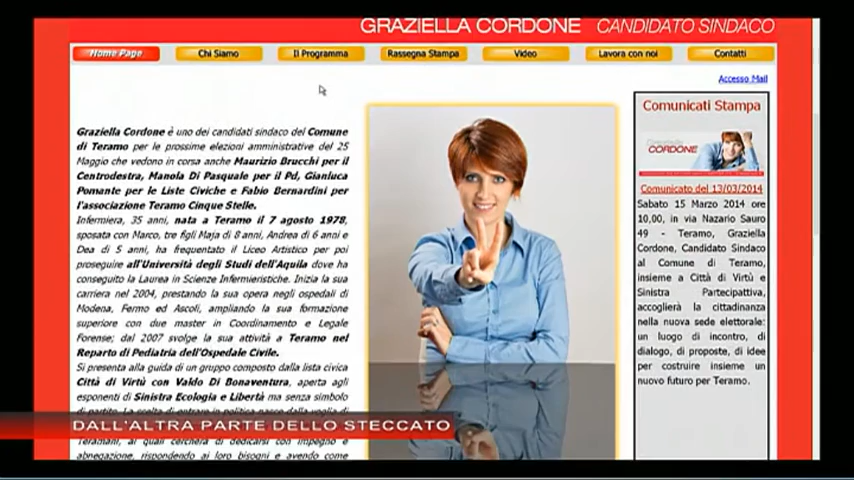 GRAZIELLA CORDONE CANDIDATO SINDACO
Home Page Chi Siamo Il Programma Rassegna Stampa Video Lavora con noi Contatti
Accesso Mail
Graziella Cordone è uno dei candidati sindaco del Comune
di Teramo per le prossime elezioni amministrative del 25
Maggio che vedono in corsa anche Maurizio Brucchi per il
Centrodestra, Manola Di Pasquale per il Pd, Gianluca
Pomante per le Liste Civiche e Fabio Bernardini per
l'associazione Teramo Cinque Stelle.
Infermiera, 35 anni, nata a Teramo il 7 agosto 1978,
sposata con Marco, tre figli Maja di 8 anni, Andrea di 6 anni e
Dea di 5 anni, ha frequentato il Liceo Artistico per poi
proseguire all'Università degli Studi dell'Aquila dove ha
conseguito la Laurea in Scienze Infermieristiche. Inizia la sua
carriera nel 2004, prestando la sua opera negli ospedali di
Modena, Fermo ed Ascoli, ampliando la sua formazione
superiore con due master in Coordinamento e Legale
Forense; dal 2007 svolge la sua attività a Teramo nel
Reparto di Pediatria dell'Ospedale Civile.
Si presenta alla guida di un gruppo composto dalla lista civica
Città di Virtù con Valdo Di Bonaventura, aperta agli
esponenti di Sinistra Ecologia e Libertà ma senza simbolo
di partito. La scelta di entrare in politica nasce dalla voglia di
Teramani, ai quali cercherà di dedicarsi con impegno e
abnegazione, rispondendo ai loro bisogni e avendo come
Comunicati Stampa
CORDONE
Comunicato del 13/03/2014
Sabato 15 Marzo 2014 ore
10,00, in via Nazario Sauro
49 - Teramo, Graziella
Cordone, Candidato Sindaco
al Comune di Teramo,
insieme a Città di Virtù e
Sinistra Partecipattiva,
accoglierà la cittadinanza
nella nuova sede elettorale:
un luogo di incontro, di
dialogo, di proposte, di idee
per costruire insieme un
nuovo futuro per Teramo.
DALL'ALTRA PARTE DELLO STECCATO